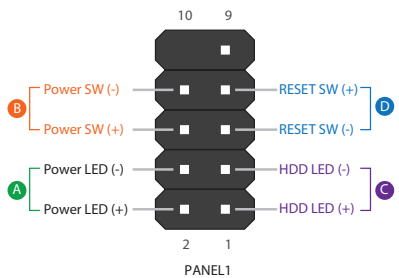 10 9
Power SW (-) RESET SW (+)
B D
Power SW (+) RESET SW (-)
Power LED (-) HDD LED (-)
A C
Power LED (+) HDD LED (+)
2 1
PANEL1